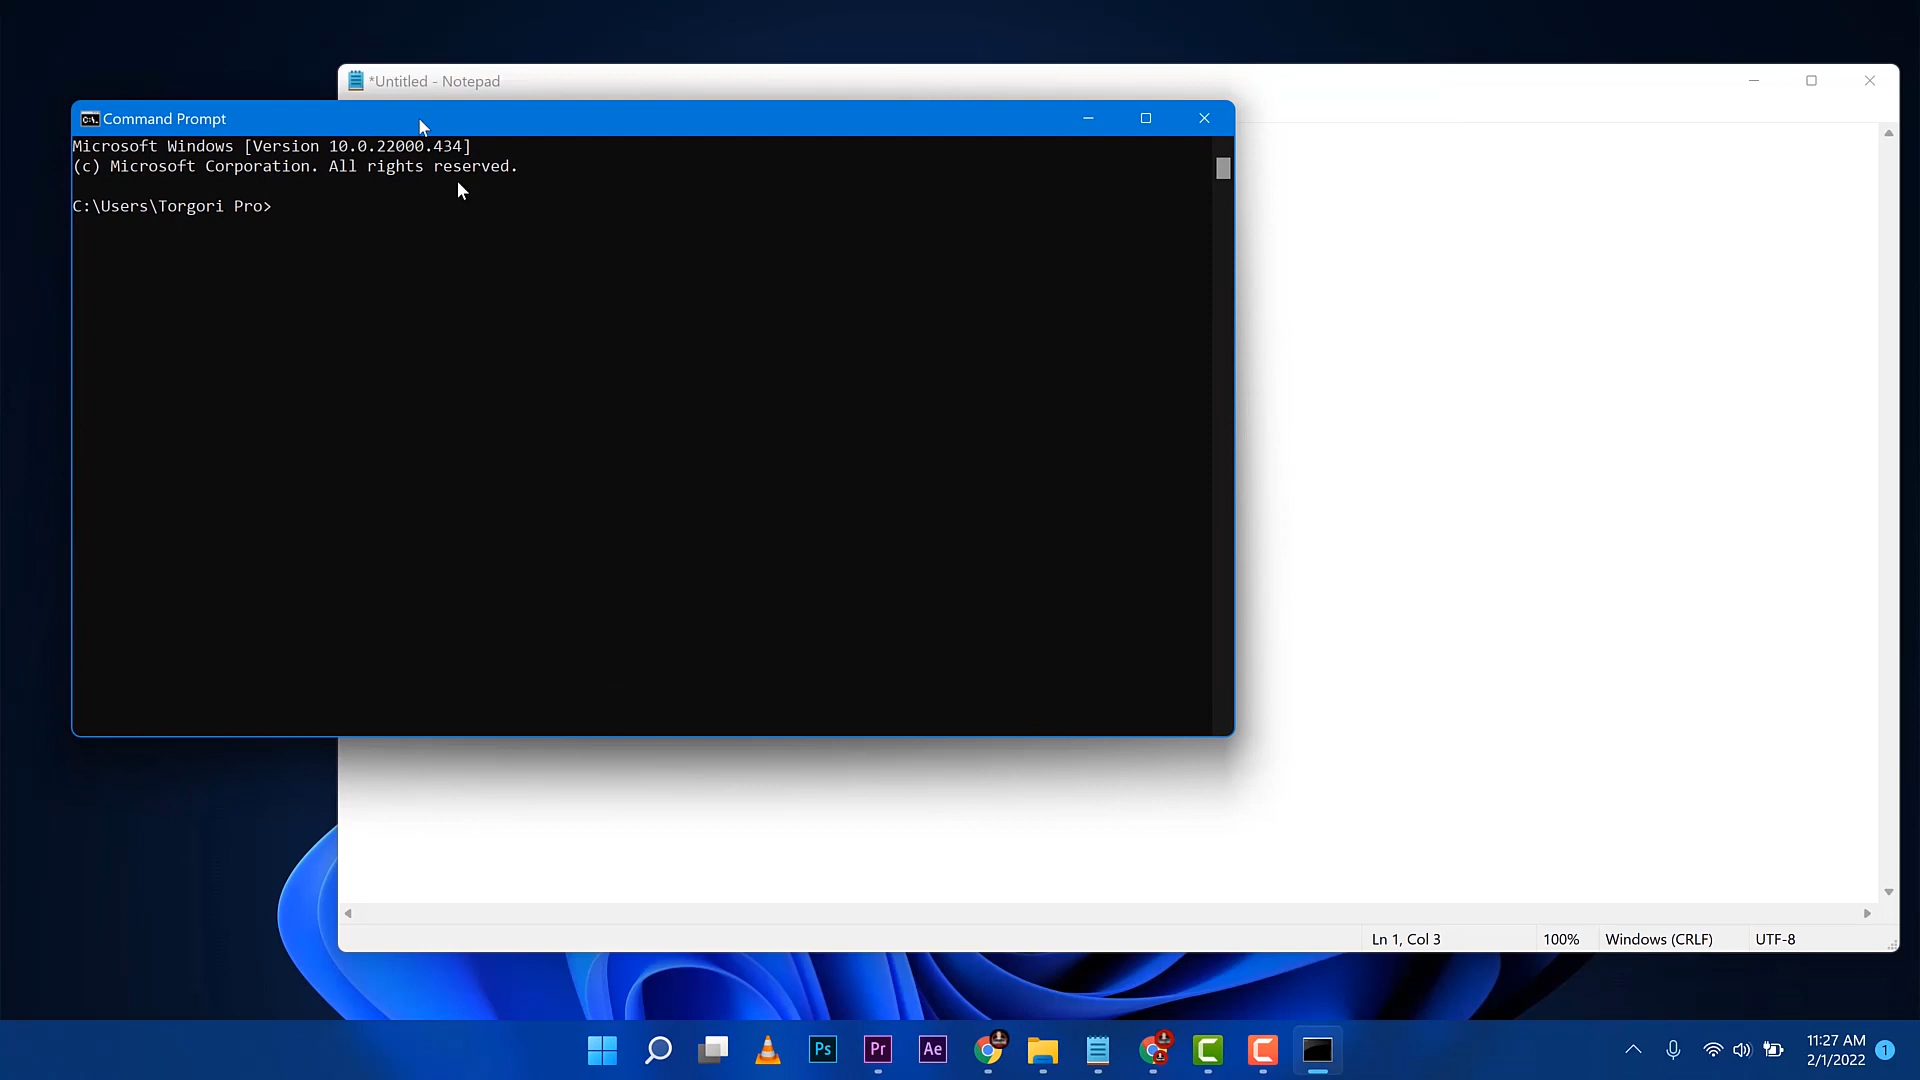 *Untitled - Notepad
Command Prompt
Microsoft Windows [Version 10.0.22000.434]
(c) Microsoft Corporation. All rights reserved.
C:\Users\Torgori Pro>
Ln 1, Col 3
100%
Windows (CRLF)
UTF-8
Ps
Pr
Ae
11:27 AM
2/1/2022
1